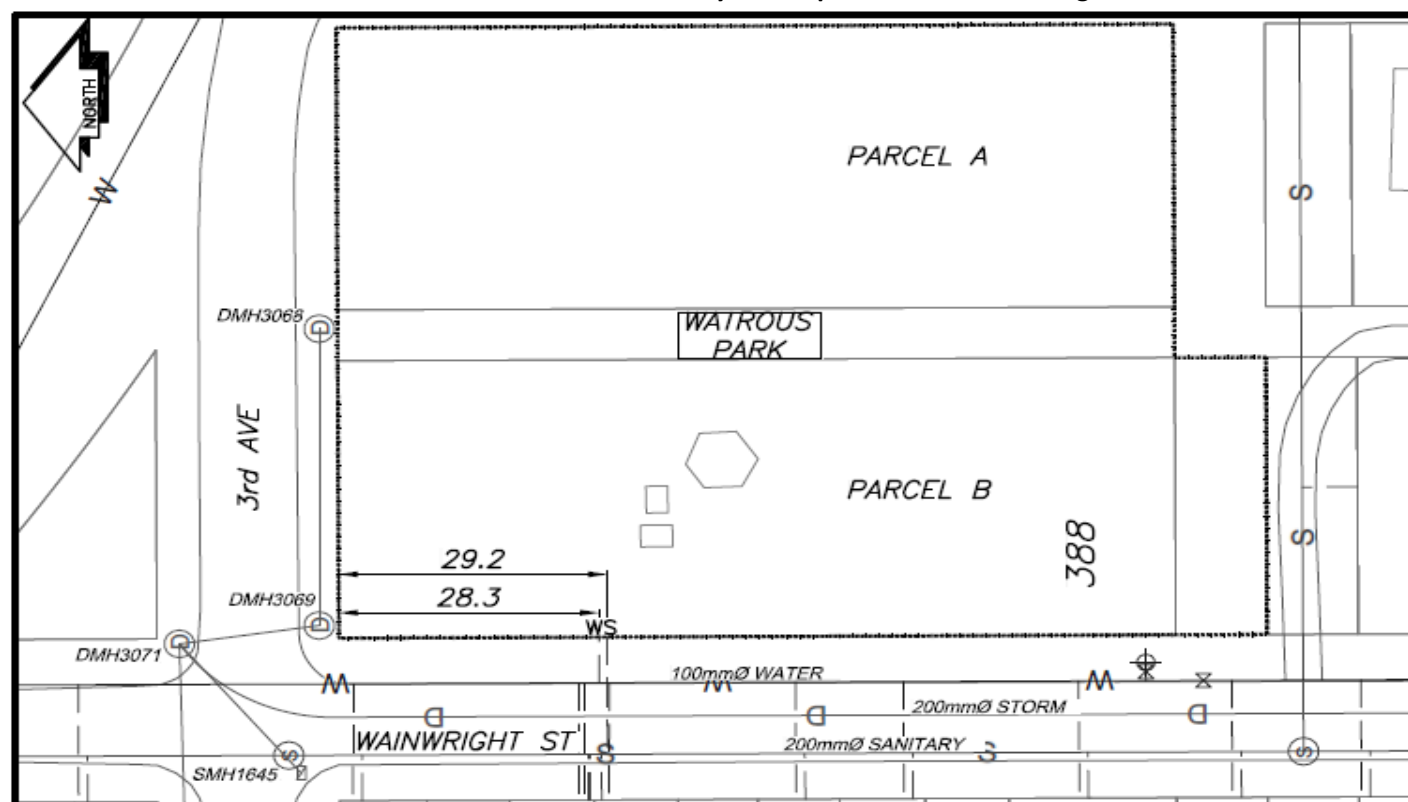 NORTH
W
PARCEL A
S
DMH3068
D
WATROUS
PARK
3rd AVE
PARCEL B
388
S
29.2
28.3
DMH3069
D
WS
DMH3071
D
100mmØ WATER
W
W
W
200mmØ STORM
D
D
D
WAINWRIGHT ST
200mmØ SANITARY
S
S
S
S
SMH1645